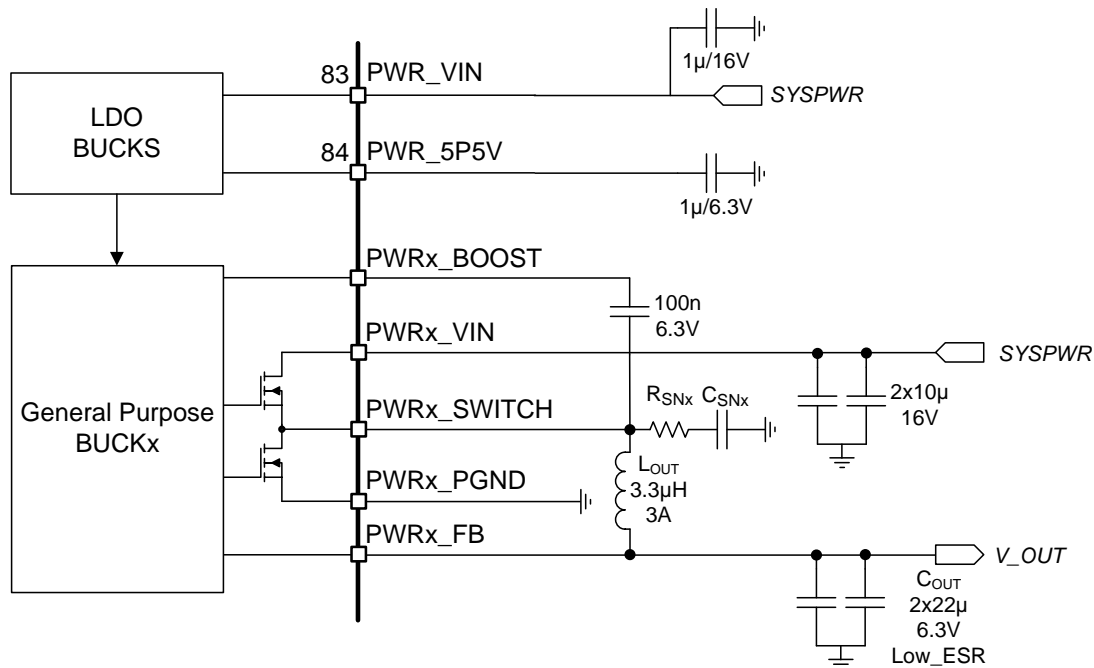 1µ/16V
83 PWR_VIN
SYSPWR
LDO
BUCKS
84 PWR_5P5V
1µ/6.3V
PWRx_BOOST
100n
6.3V
PWRx_VIN
SYSPWR
2x10µ
16V
General Purpose
BUCKx
PWRx_SWITCH
RSNx CSNx
LOUT
3.3µH
3A
PWRx_PGND
PWRx_FB
V_OUT
COUT
2x22µ
6.3V
Low_ESR